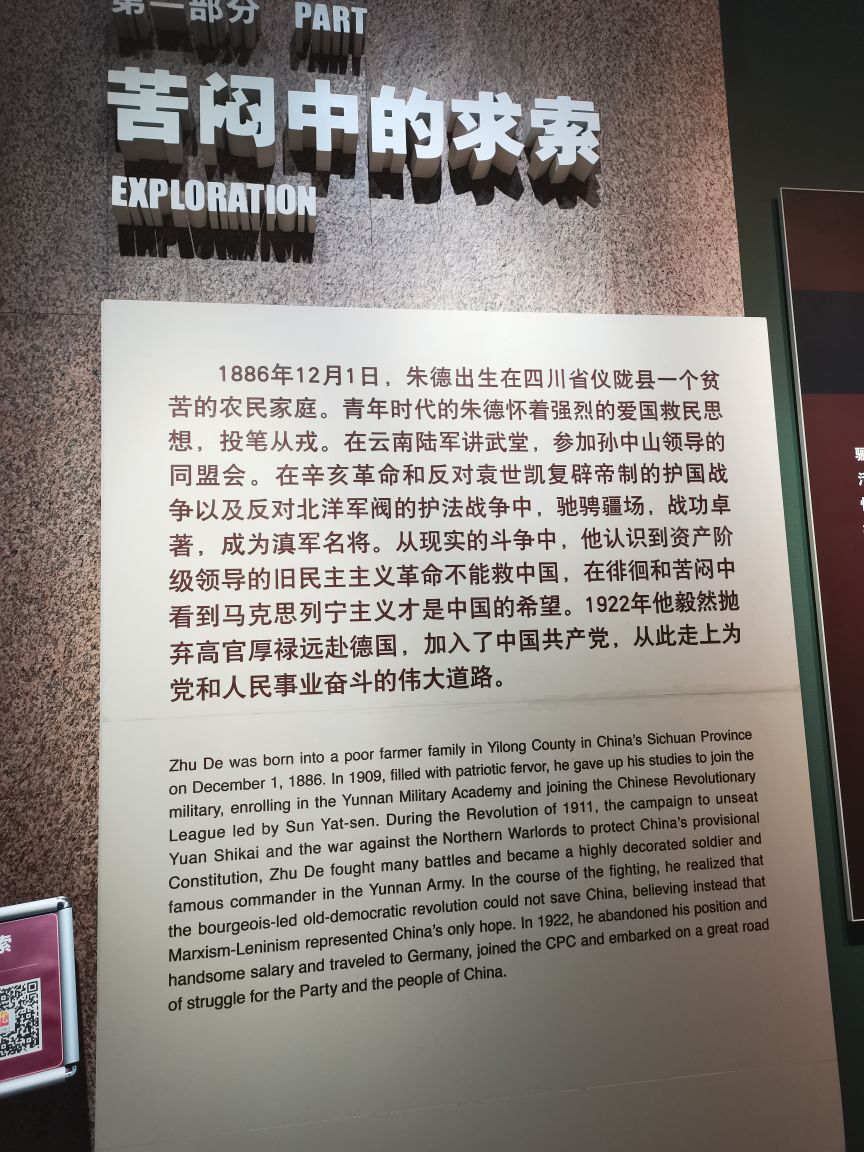 第一部分 PART
苦闷中的求索
EXPLORATION
1886年12月1日，朱德出生在四川省仪陇县一个贫
苦的农民家庭。青年时代的朱德怀着强烈的爱国救民思
想，投笔从戎。在云南陆军讲武堂，参加孙中山领导的
同盟会。在辛亥革命和反对袁世凯复辟帝制的护国战
争以及反对北洋军阀的护法战争中，驰骋疆场，战功卓
著，成为滇军名将。从现实的斗争中，他认识到资产阶
级领导的旧民主主义革命不能救中国，在徘徊和苦闷中
看到马克思列宁主义才是中国的希望。1922年他毅然抛
弃高官厚禄远赴德国，加入了中国共产党，从此走上为
党和人民事业奋斗的伟大道路。
Zhu De was born into a poor farmer family in Yilong County in China's Sichuan Province
on December 1, 1886. In 1909, filled with patriotic fervor, he gave up his studies to join the
military, enrolling in the Yunnan Military Academy and joining the Chinese Revolutionary
League led by Sun Yat-sen. During the Revolution of 1911, the campaign to unseat
Yuan Shikai and the war against the Northern Warlords to protect China's provisional
Constitution, Zhu De fought many battles and became a highly decorated soldier and
famous commander in the Yunnan Army. In the course of the fighting, he realized that
the bourgeois-led old-democratic revolution could not save China, believing instead that
Marxism-Leninism represented China's only hope. In 1922, he abandoned his position and
handsome salary and traveled to Germany, joined the CPC and embarked on a great road
of struggle for the Party and the people of China.
索